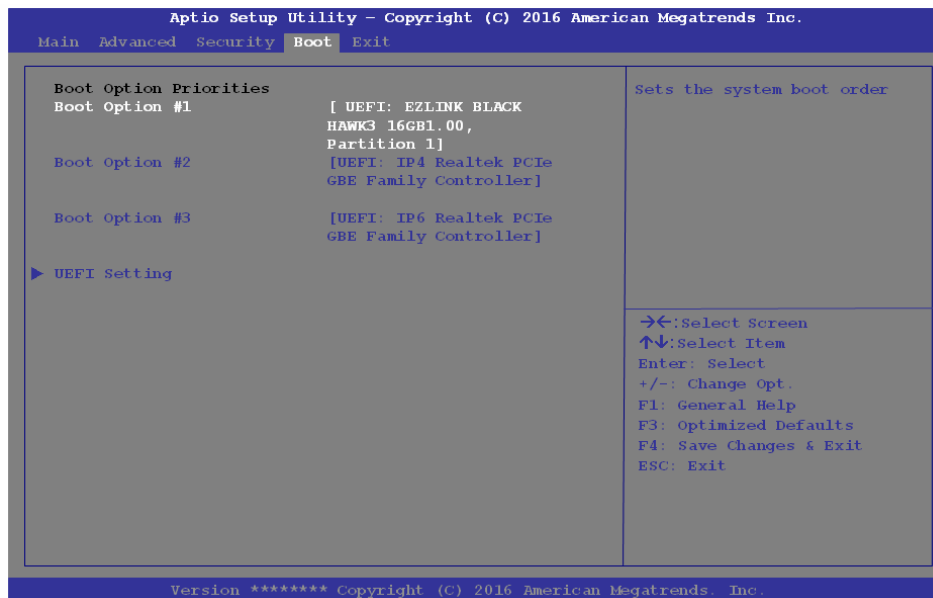 Aptio Setup Utility – Copyright (C) 2016 American Megatrends Inc.
Main Advanced Security Boot Exit
Boot Option Priorities
Boot Option #1 [ UEFI: EZLINK BLACK
HAWK3 16GB1.00,
Partition 1]
Boot Option #2 [UEFI: IP4 Realtek PCIe
GBE Family Controller]
Boot Option #3 [UEFI: IP6 Realtek PCIe
GBE Family Controller]
▶ UEFI Setting
Sets the system boot order
→←:Select Screen
↑↓:Select Item
Enter: Select
+/-: Change Opt.
F1: General Help
F3: Optimized Defaults
F4: Save Changes & Exit
ESC: Exit
Version ******** Copyright (C) 2016 American Megatrends. Inc.